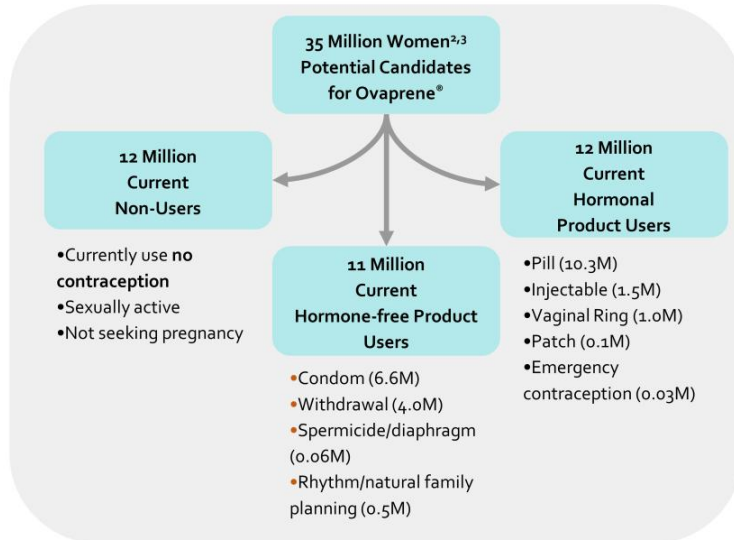 35 Million Women²,³
Potential Candidates
for Ovaprene®
12 Million
Current
Non-Users
•Currently use no
contraception
•Sexually active
•Not seeking pregnancy
11 Million
Current
Hormone-free Product
Users
•Condom (6.6M)
•Withdrawal (4.0M)
•Spermicide/diaphragm
(0.06M)
•Rhythm/natural family
planning (0.5M)
12 Million
Current
Hormonal
Product Users
•Pill (10.3M)
•Injectable (1.5M)
•Vaginal Ring (1.0M)
•Patch (0.1M)
•Emergency
contraception (0.03M)